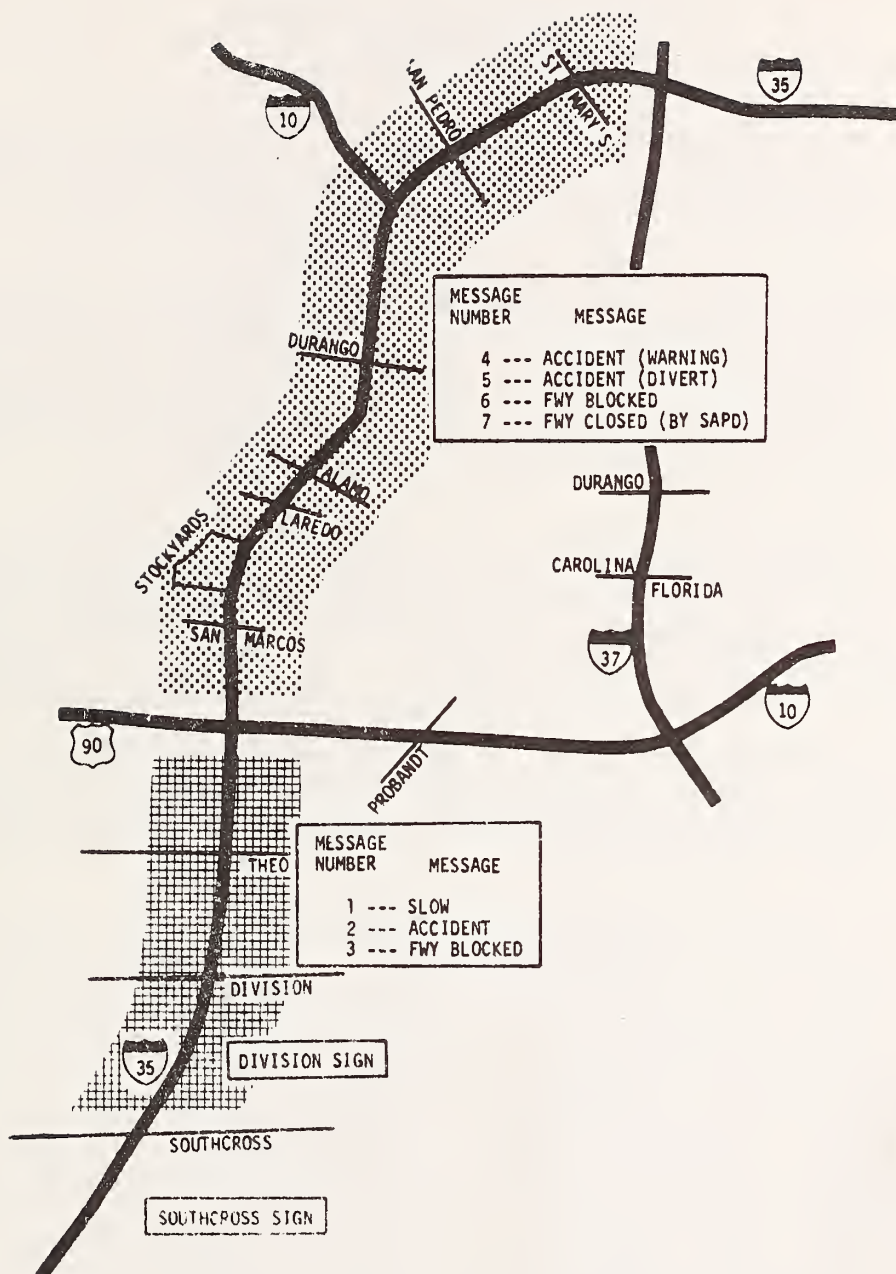 35
10
SAN PEDRO
ST. MARY'S
MESSAGE
NUMBER MESSAGE
4 --- ACCIDENT (WARNING)
5 --- ACCIDENT (DIVERT)
6 --- FWY BLOCKED
7 --- FWY CLOSED (BY SAPD)
DURANGO
ALAMO
LAREDO
STOCKYARDS
SAN MARCOS
DURANGO
CAROLINA
FLORIDA
37
10
90
PROBANDT
THEO
MESSAGE
NUMBER MESSAGE
1 --- SLOW
2 --- ACCIDENT
3 --- FWY BLOCKED
DIVISION
35
DIVISION SIGN
SOUTHCROSS
SOUTHCROSS SIGN